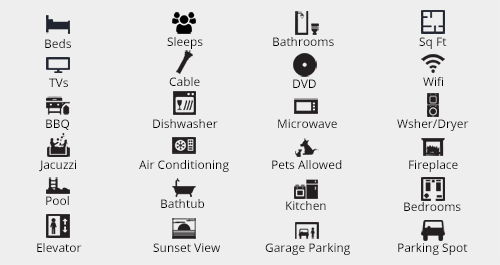 Beds
Sleeps
Bathrooms
Sq Ft
TVs
Cable
DVD
Wifi
BBQ
Dishwasher
Microwave
Wsher/Dryer
Jacuzzi
Air Conditioning
Pets Allowed
Fireplace
Pool
Bathtub
Kitchen
Bedrooms
Elevator
Sunset View
Garage Parking
Parking Spot